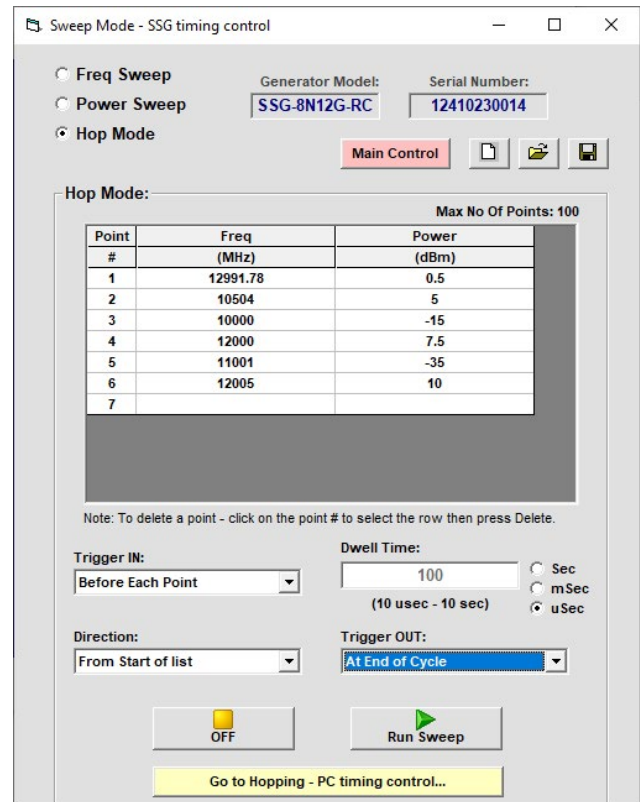 Sweep Mode - SSG timing control
Freq Sweep
Power Sweep
Hop Mode
Generator Model:
SSG-8N12G-RC
Serial Number:
12410230014
Main Control
Hop Mode:
Max No Of Points: 100
Point Freq Power
# (MHz) (dBm)
1 12991.78 0.5
2 10504 5
3 10000 -15
4 12000 7.5
5 11001 -35
6 12005 10
7
Note: To delete a point - click on the point # to select the row then press Delete.
Trigger IN:
Before Each Point
Dwell Time:
100
(10 usec - 10 sec)
Sec
mSec
uSec
Direction:
From Start of list
Trigger OUT:
At End of Cycle
OFF
Run Sweep
Go to Hopping - PC timing control...